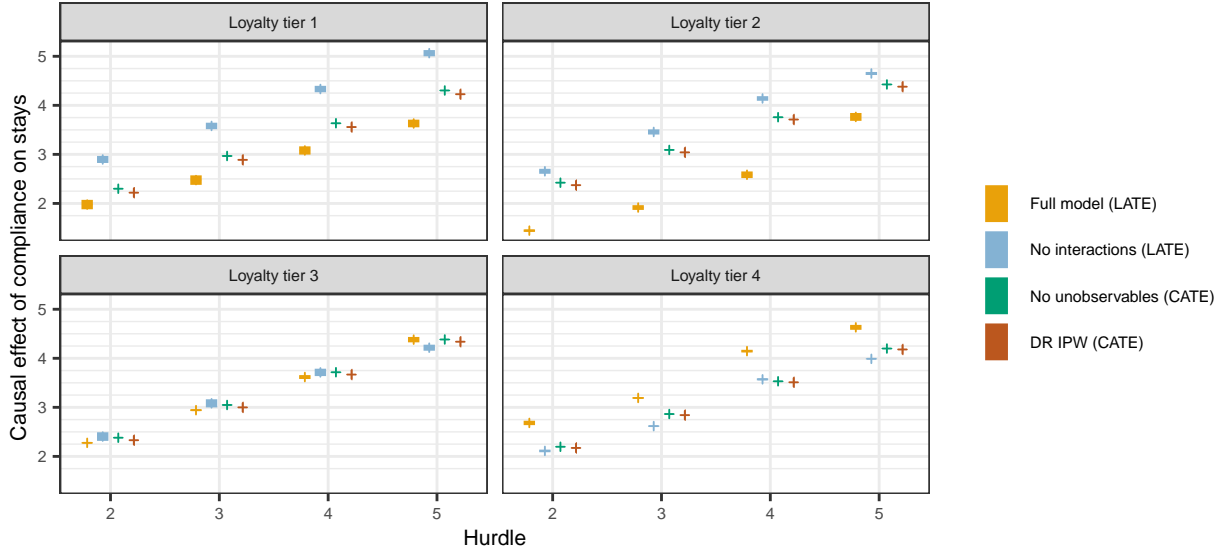 Loyalty tier 1
Loyalty tier 2
5
4
3
2
Loyalty tier 3
Loyalty tier 4
5
4
3
2
2
3
4
5
2
3
4
5
Hurdle
Causal effect of compliance on stays
Full model (LATE)
No interactions (LATE)
No unobservables (CATE)
DR IPW (CATE)